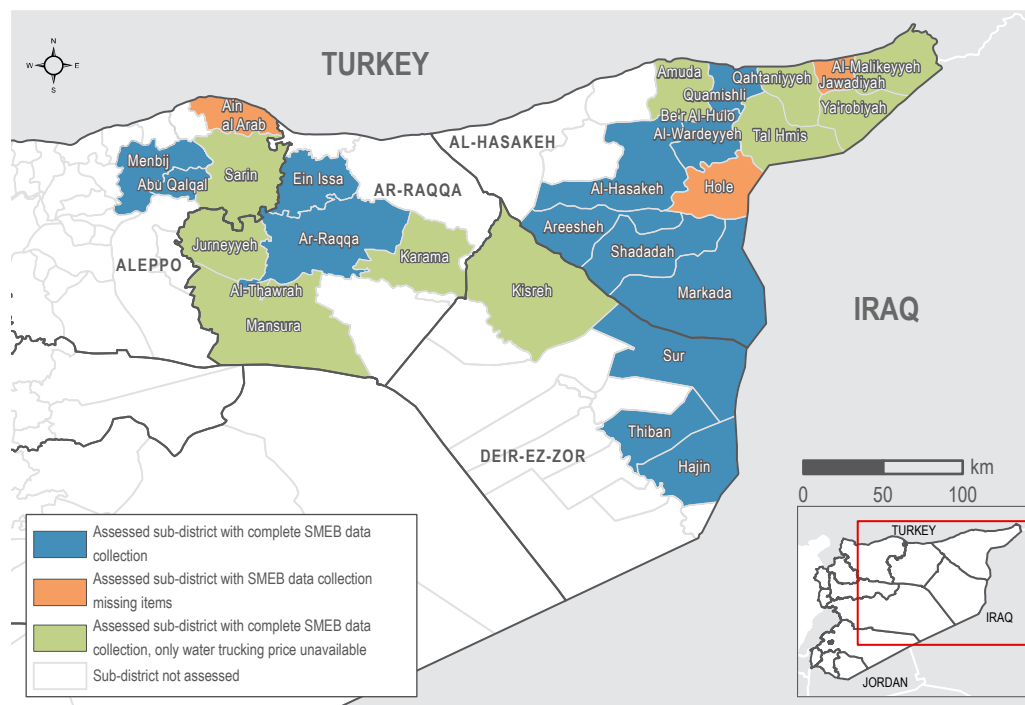 N
W
E
S
TURKEY
Ain
al Arab
Menbij
Abu Qalqal
Sarin
Ein Issa
AR-RAQQA
AL-HASAKEH
Amuda
Quamishli
Qahtaniyyeh
Al-Malikeyyeh
Jawadiyah
Ya'robiyah
Be'r Al-Hulo
Al-Wardeyyeh
Tal Hmis
Al-Hasakeh
Hole
Areesheh
Shadadah
Markada
Jurneyyeh
Ar-Raqqa
Karama
ALEPPO
Al-Thawrah
Mansura
Kisreh
IRAQ
Sur
Thiban
Hajin
DEIR-EZ-ZOR
km
0 50 100
Assessed sub-district with complete SMEB data
collection
Assessed sub-district with SMEB data collection
missing items
Assessed sub-district with complete SMEB data
collection, only water trucking price unavailable
Sub-district not assessed
TURKEY
IRAQ
JORDAN